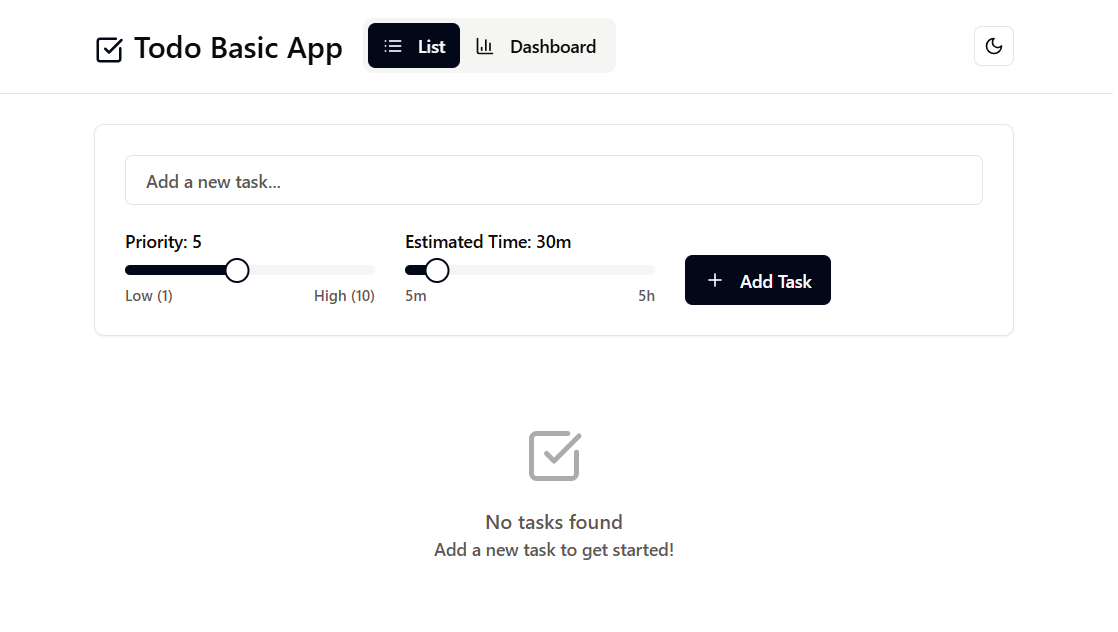 Todo Basic App
List
Dashboard
Add a new task...
Priority: 5
Low (1)
High (10)
Estimated Time: 30m
5m
5h
Add Task
No tasks found
Add a new task to get started!